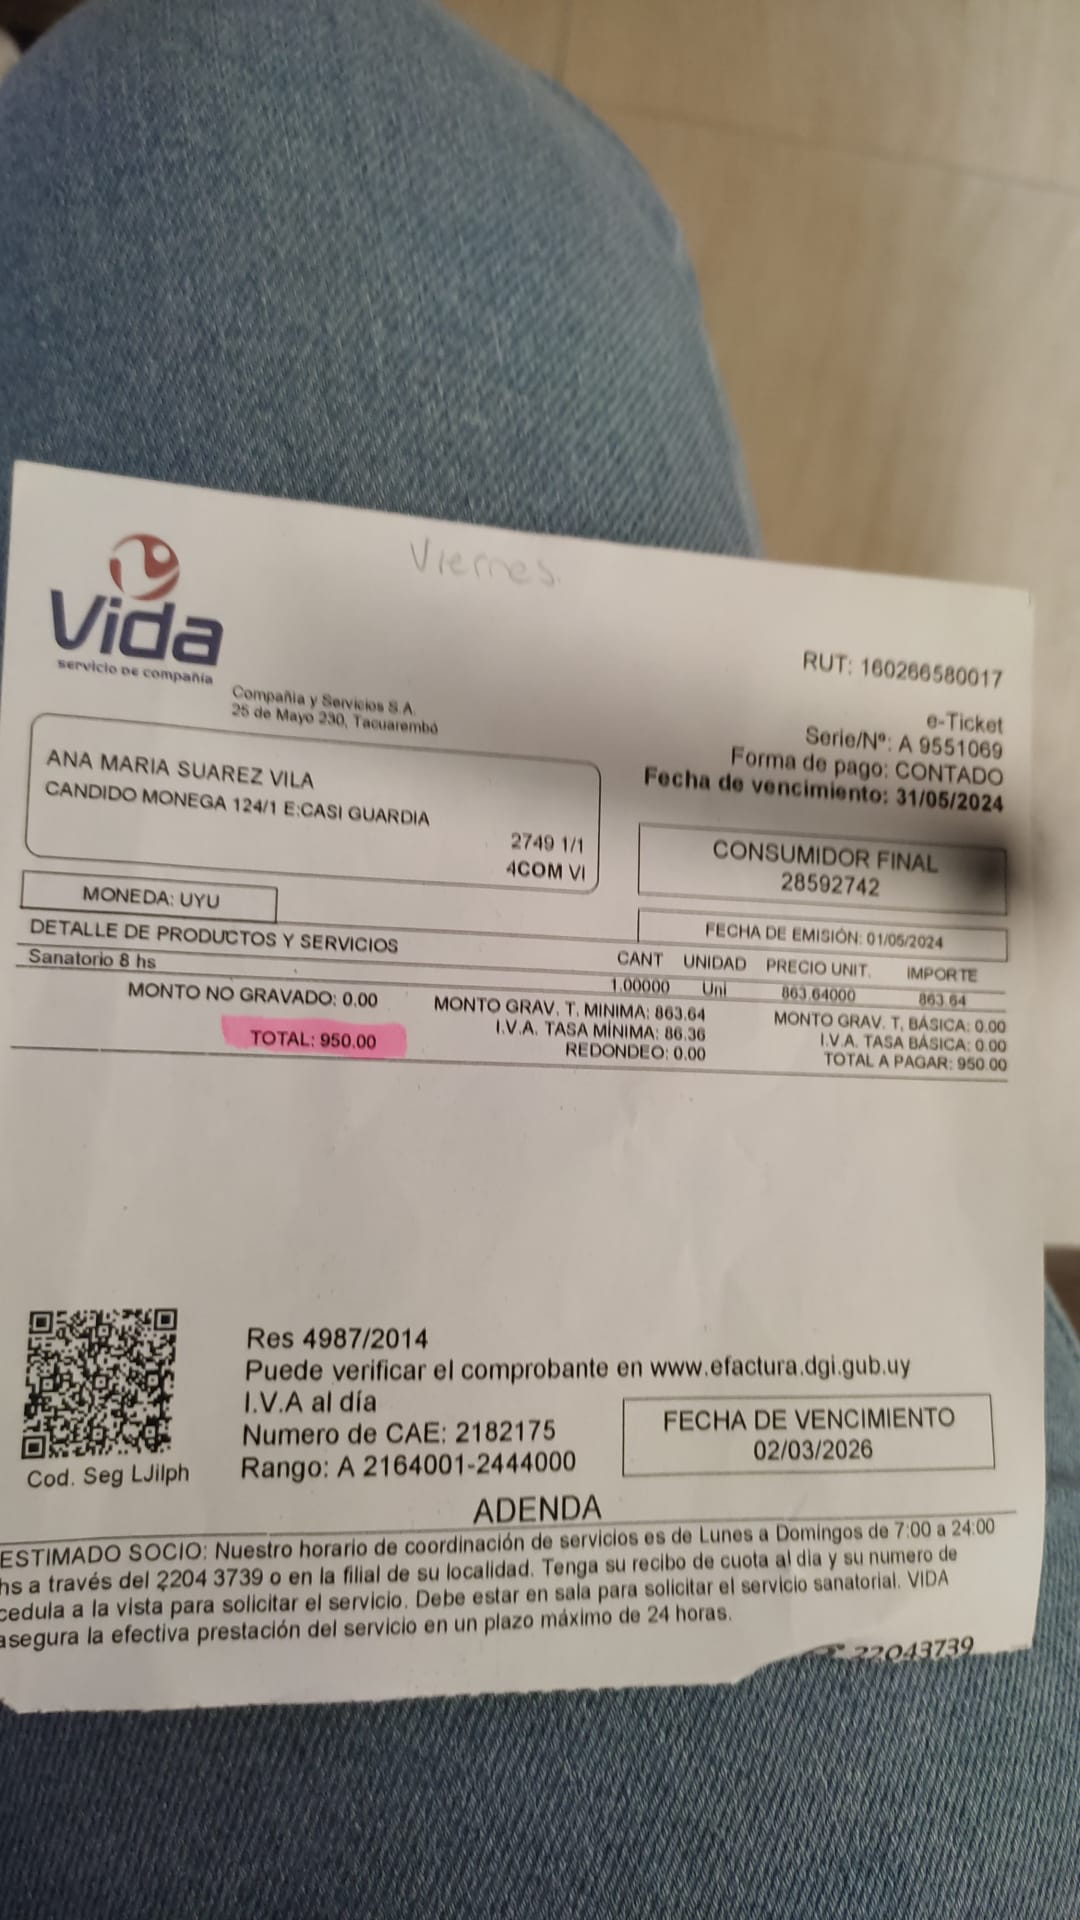 Viernes.
Vida
servicio de compañía
Compañía y Servicios S.A.
25 de Mayo 230, Tacuarembó
RUT: 160266580017
e-Ticket
Serie/Nº: A 9551069
Forma de pago: CONTADO
Fecha de vencimiento: 31/05/2024
ANA MARIA SUAREZ VILA
CANDIDO MONEGA 124/1 E:CASI GUARDIA
2749 1/1
4COM VI
CONSUMIDOR FINAL
28592742
MONEDA: UYU
FECHA DE EMISIÓN: 01/05/2024
DETALLE DE PRODUCTOS Y SERVICIOS CANT UNIDAD PRECIO UNIT. IMPORTE
Sanatorio 8 hs 1.00000 Uni 863.64000 863.64
MONTO NO GRAVADO: 0.00 MONTO GRAV. T. MINIMA: 863.64 MONTO GRAV. T. BÁSICA: 0.00
I.V.A. TASA MÍNIMA: 86.36 I.V.A. TASA BÁSICA: 0.00
TOTAL: 950.00 REDONDEO: 0.00 TOTAL A PAGAR: 950.00
Res 4987/2014
Puede verificar el comprobante en www.efactura.dgi.gub.uy
I.V.A al día
Numero de CAE: 2182175
Rango: A 2164001-2444000
FECHA DE VENCIMIENTO
02/03/2026
Cod. Seg LJilph
ADENDA
ESTIMADO SOCIO: Nuestro horario de coordinación de servicios es de Lunes a Domingos de 7:00 a 24:00
hs a través del 2204 3739 o en la filial de su localidad. Tenga su recibo de cuota al dia y su numero de
cedula a la vista para solicitar el servicio. Debe estar en sala para solicitar el servicio sanatorial. VIDA
asegura la efectiva prestación del servicio en un plazo máximo de 24 horas.
22043739